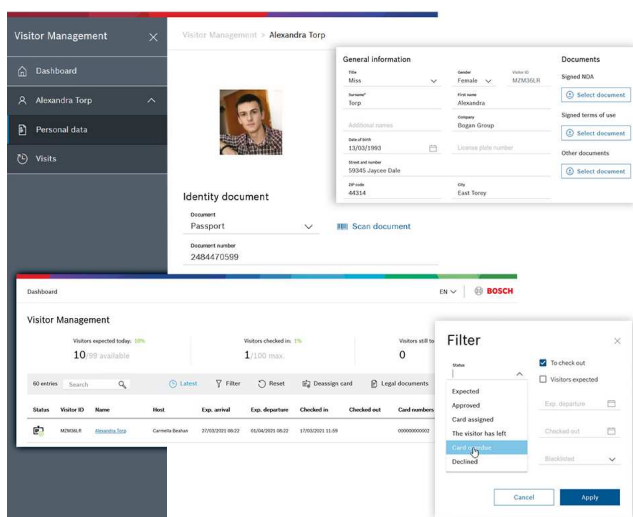 Visitor Management
Visitor Management > Alexandra Torp
Dashboard
Alexandra Torp
Personal data
Visits
Identity document
Document
Passport
Scan document
Document number
2484470599
General information
Title
Miss
Gender
Female
Visitor ID
MZM36LR
Surname*
Torp
First name
Alexandra
Additional names
Company
Bogan Group
Date of birth
13/03/1993
License plate number
Street and number
59345 Jaycee Dale
ZIP code
44314
City
East Torey
Documents
Signed NDA
Select document
Signed terms of use
Select document
Other documents
Select document
Dashboard
EN
BOSCH
Visitor Management
Visitors expected today: 10%
10/99 available
Visitors checked in: 1%
1/100 max.
Visitors still to
0
60 entries Search Latest Filter Reset Deassign card Legal documents
Status Visitor ID Name Host Exp. arrival Exp. departure Checked in Checked out Card numbers
MZM36LR Alexandra Torp Carmella Beahan 27/03/2021 08:22 01/04/2021 08:22 17/03/2021 11:59
Filter
Status
Expected
Approved
Card assigned
The visitor has left
Declined
To check out
Visitors expected
Exp. departure
Checked out
Blacklisted
Cancel
Apply